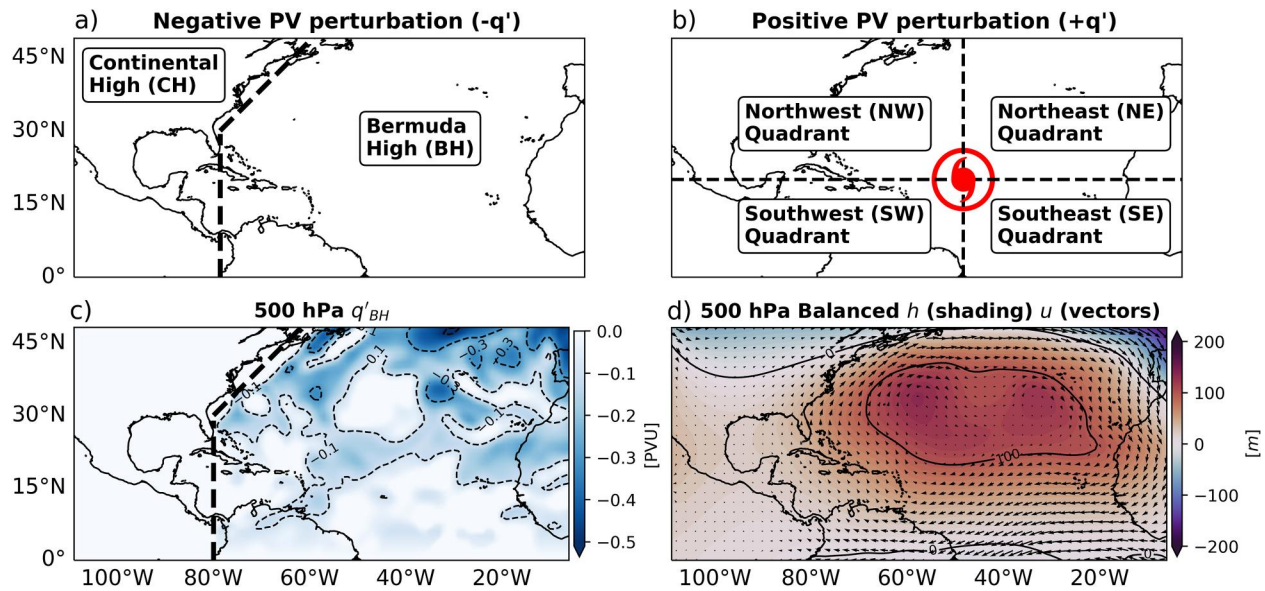 a) Negative PV perturbation (-q')
b) Positive PV perturbation (+q')
45°N
30°N
15°N
0°
Continental
High (CH)
Bermuda
High (BH)
Northwest (NW)
Quadrant
Northeast (NE)
Quadrant
Southwest (SW)
Quadrant
Southeast (SE)
Quadrant
c) 500 hPa q'BH
d) 500 hPa Balanced h (shading) u (vectors)
45°N
30°N
15°N
0°
100°W 80°W 60°W 40°W 20°W
-0.1
-0.3
-0.3
-0.1
-0.1
0.0
−0.1
−0.2
−0.3
−0.4
−0.5
[PVU]
0
100
0
0
100°W 80°W 60°W 40°W 20°W
200
100
0
−100
−200
[m]